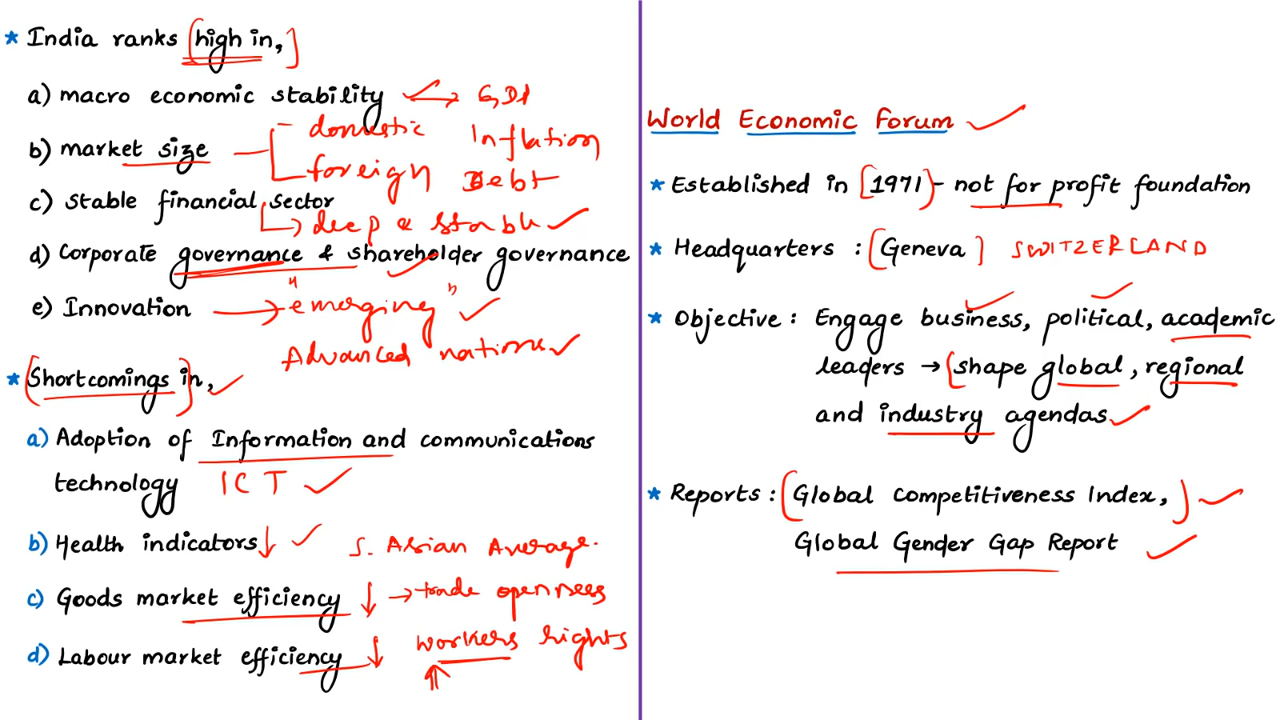 * India ranks [high in,]
a) macro economic stability → GDP
b) market size domestic Inflation
foreign Debt
c) Stable financial Sector
→ deep & stable
d) Corporate governance & shareholder governance
e) Innovation → "emerging"
Advanced nations
* (Shortcomings in,
a) Adoption of Information and communications
technology ICT
b) Health indicators ↓ S. Asian Average.
c) Goods market efficiency ↓ → trade openness
d) Labour market efficiency ↓ workers rights
↑
World Economic Forum
* Established in [1971) - not for profit foundation
* Headquarters : [Geneva] SWITZERLAND
* Objective : Engage business, political, academic
leaders → [shape global, regional
and industry agendas
* Reports : (Global Competitiveness Index,)
Global Gender Gap Report